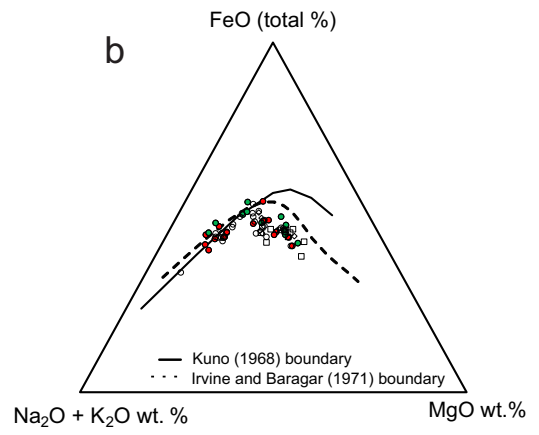 FeO (total %)
b
Kuno (1968) boundary
Irvine and Baragar (1971) boundary
Na₂O + K₂O wt. %
MgO wt.%